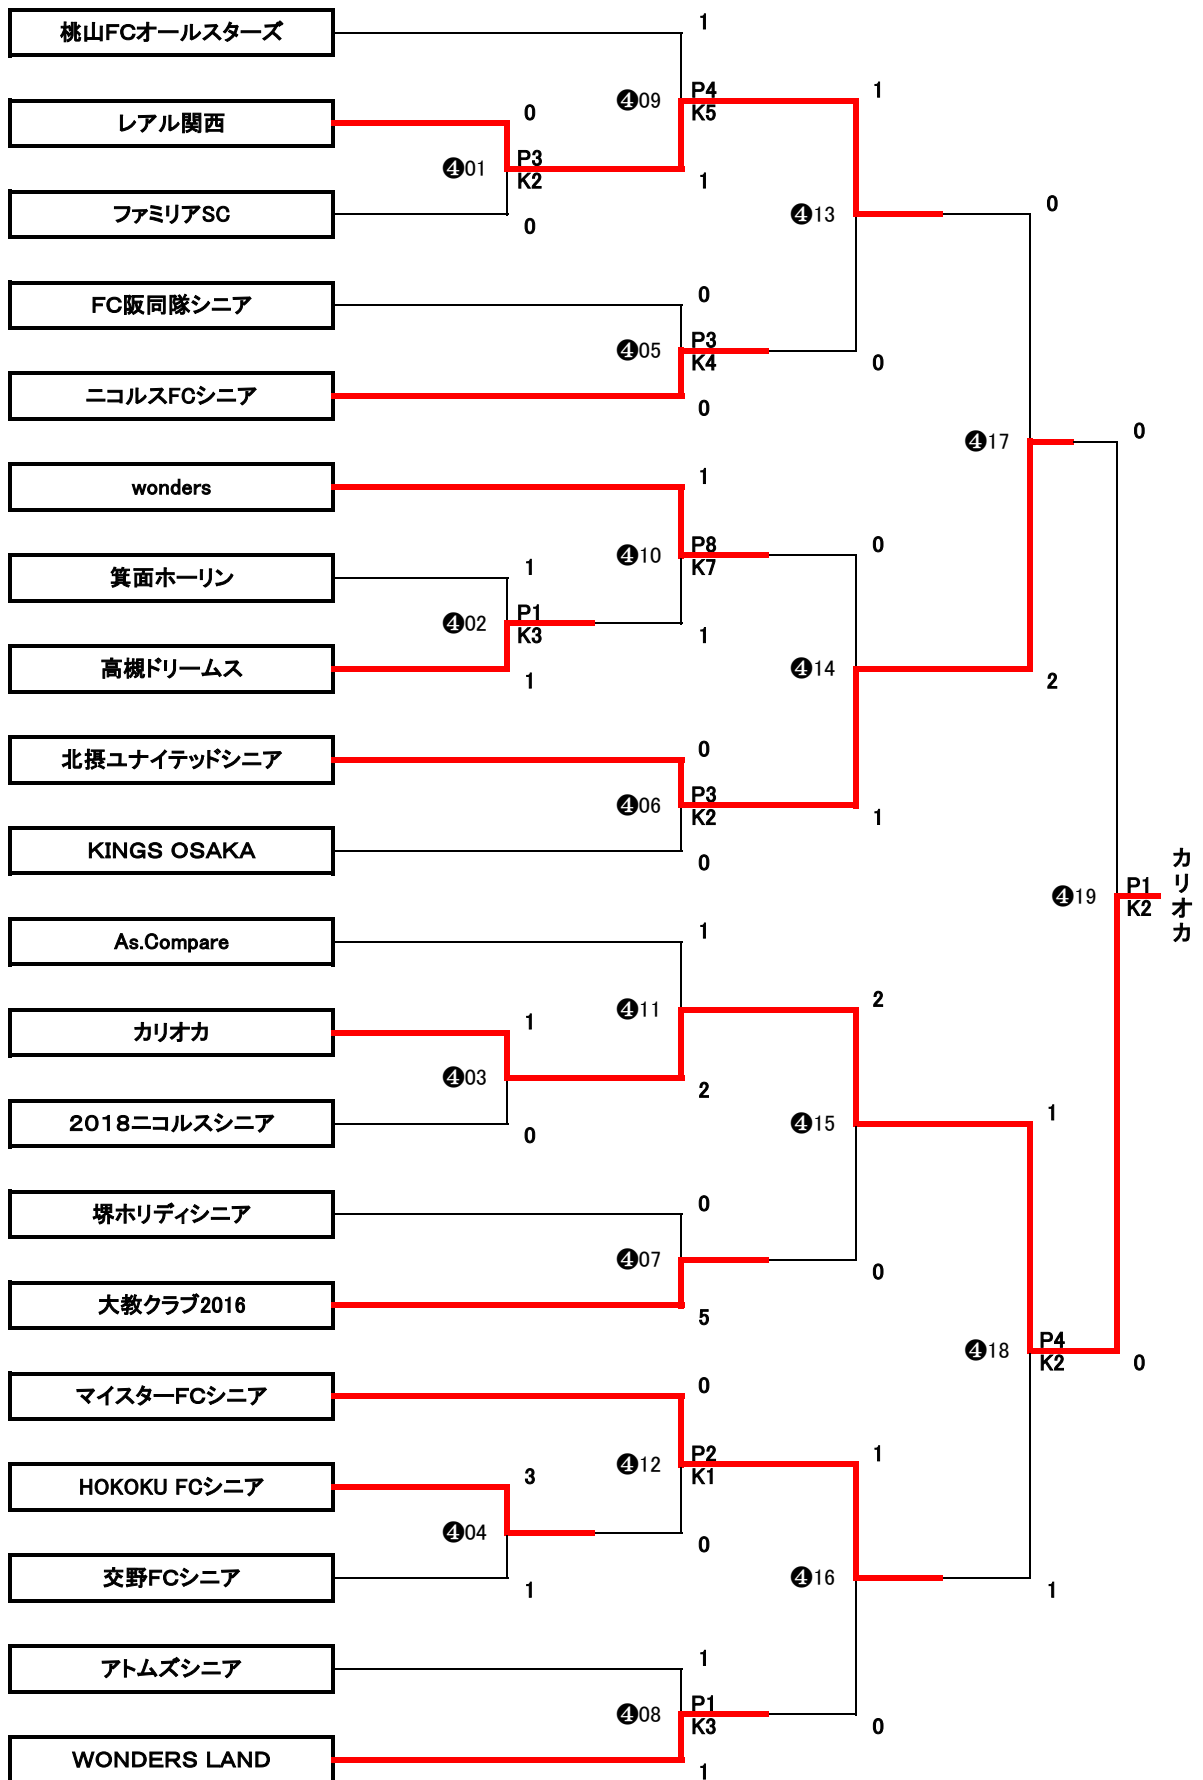 桃山FCオールスターズ
1
❹09
P4
K5
1
レアル関西
0
❹01
P3
K2
1
ファミリアSC
0
❹13
0
FC阪同隊シニア
0
❹05
P3
K4
0
ニコルスFCシニア
0
❹17
0
wonders
1
❹10
P8
K7
0
箕面ホーリン
1
❹02
P1
K3
1
高槻ドリームス
1
❹14
2
北摂ユナイテッドシニア
0
❹06
P3
K2
1
KINGS OSAKA
0
カリオカ
❹19
P1
K2
As.Compare
1
❹11
2
カリオカ
1
❹03
2
2018ニコルスシニア
0
❹15
1
堺ホリディシニア
0
❹07
0
大教クラブ2016
5
❹18
P4
K2
0
マイスターFCシニア
0
❹12
P2
K1
1
HOKOKU FCシニア
3
❹04
0
交野FCシニア
1
❹16
1
アトムズシニア
1
❹08
P1
K3
0
WONDERS LAND
1